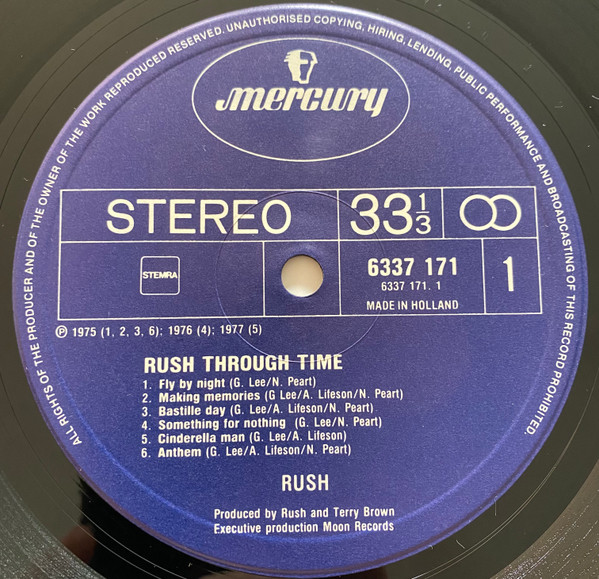 ALL RIGHTS OF THE PRODUCER AND OF THE OWNER OF THE WORK REPRODUCED RESERVED. UNAUTHORISED COPYING, HIRING, LENDING, PUBLIC PERFORMANCE AND BROADCASTING OF THIS RECORD PROHIBITED.
mercury
STEREO 33 1/3
STEMRA
6337 171
6337 171. 1
MADE IN HOLLAND
1
℗ 1975 (1, 2, 3, 6): 1976 (4): 1977 (5)
RUSH THROUGH TIME
1. Fly by night (G. Lee/N. Peart)
2. Making memories (G Lee/A. Lifeson/N. Peart)
3. Bastille day (G. Lee/A. Lifeson/N. Peart)
4. Something for nothing (G. Lee/N. Peart)
5. Cinderella man (G. Lee/A. Lifeson)
6. Anthem (G. Lee/A. Lifeson/N. Peart)
RUSH
Produced by Rush and Terry Brown
Executive production Moon Records